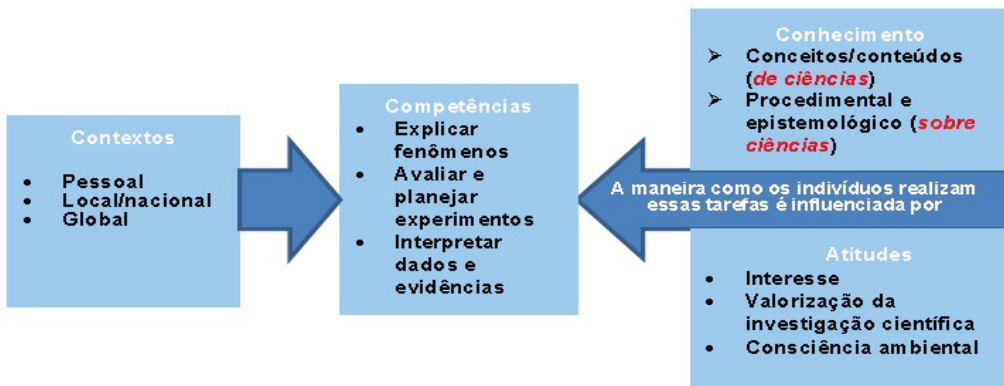 Contextos
• Pessoal
• Local/nacional
• Global
Competências
• Explicar
fenômenos
• Avaliar e
planejar
experimentos
• Interpretar
dados e
evidências
Conhecimento
➢ Conceitos/conteúdos
(de ciências)
➢ Procedimental e
epistemológico (sobre
ciências)
A maneira como os indivíduos realizam
essas tarefas é influenciada por
Atitudes
• Interesse
• Valorização da
investigação científica
• Consciência ambiental